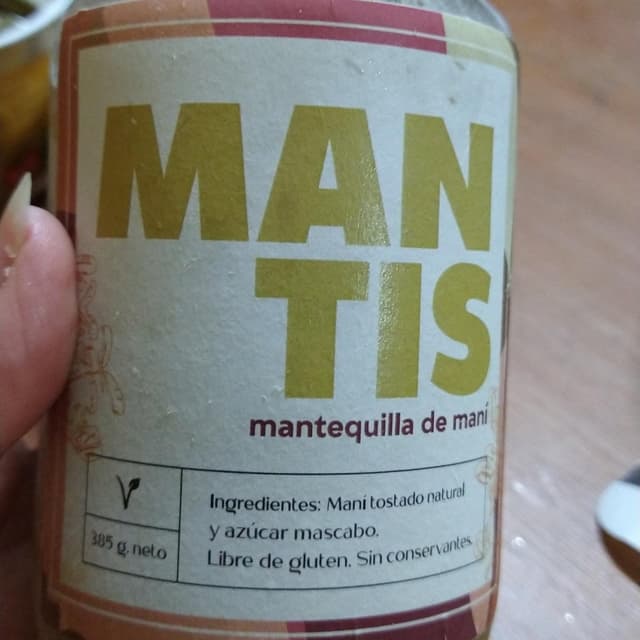 MAN
TIS
mantequilla de maní
Ingredientes: Maní tostado natural
y azúcar mascabo.
Libre de gluten. Sin conservantes.
385 g. neto